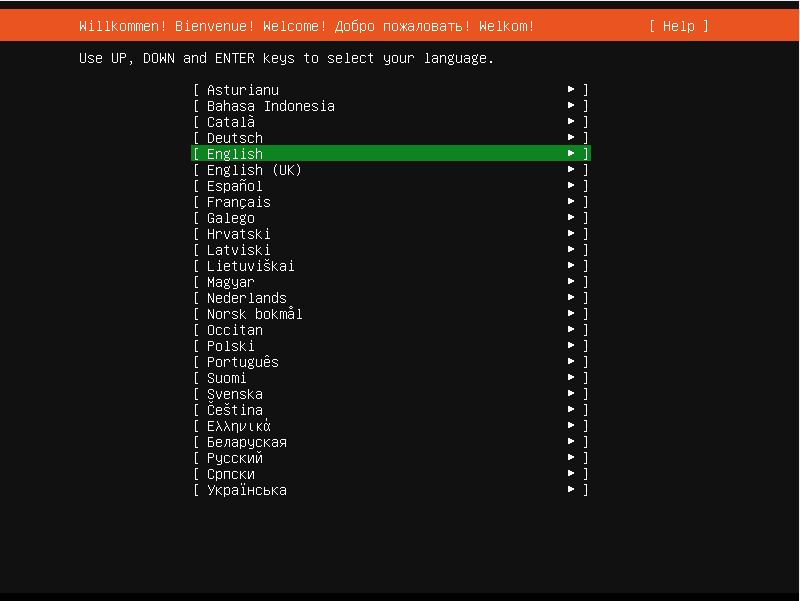 Willkommen! Bienvenue! Welcome! Добро пожаловать! Welkom! [ Help ]
Use UP, DOWN and ENTER keys to select your language.
[ Asturianu ► ]
[ Bahasa Indonesia ► ]
[ Català ► ]
[ Deutsch ► ]
[ English ► ]
[ English (UK) ► ]
[ Español ► ]
[ Français ► ]
[ Galego ► ]
[ Hrvatski ► ]
[ Latviski ► ]
[ Lietuviškai ► ]
[ Magyar ► ]
[ Nederlands ► ]
[ Norsk bokmål ► ]
[ Occitan ► ]
[ Polski ► ]
[ Português ► ]
[ Suomi ► ]
[ Svenska ► ]
[ Čeština ► ]
[ Ελληνικά ► ]
[ Беларуская ► ]
[ Русский ► ]
[ Српски ► ]
[ Українська ► ]